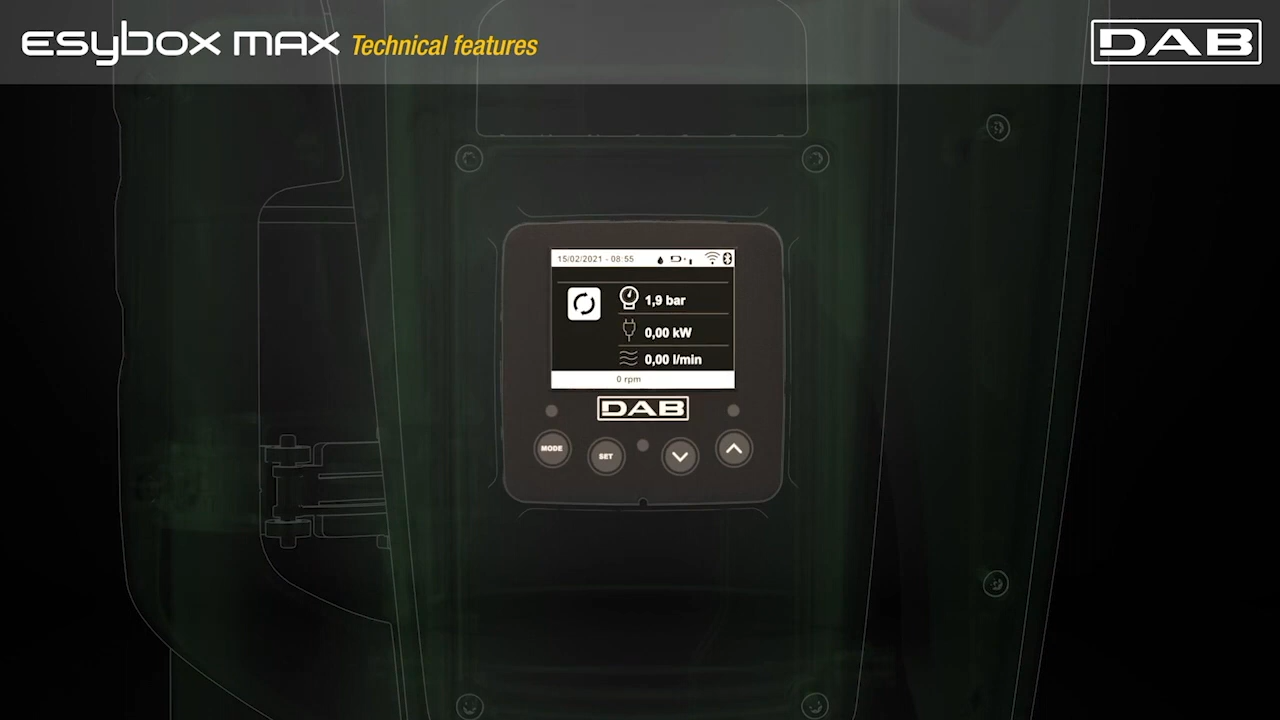 esybox max Technical features
DAB
15/02/2021 - 08:55
1,9 bar
0,00 kW
0,00 l/min
0 rpm
DAB
MODE
SET